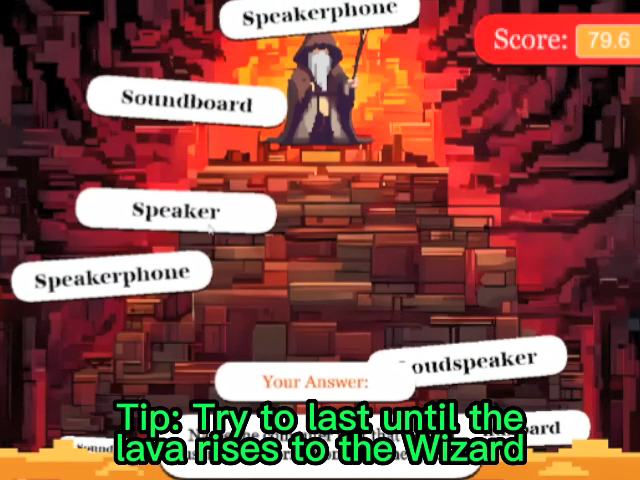 Speakerphone
Score: 79.6
Soundboard
Speaker
Speakerphone
oudspeaker
Your Answer:
Tip: Try to last until the
lava rises to the Wizard